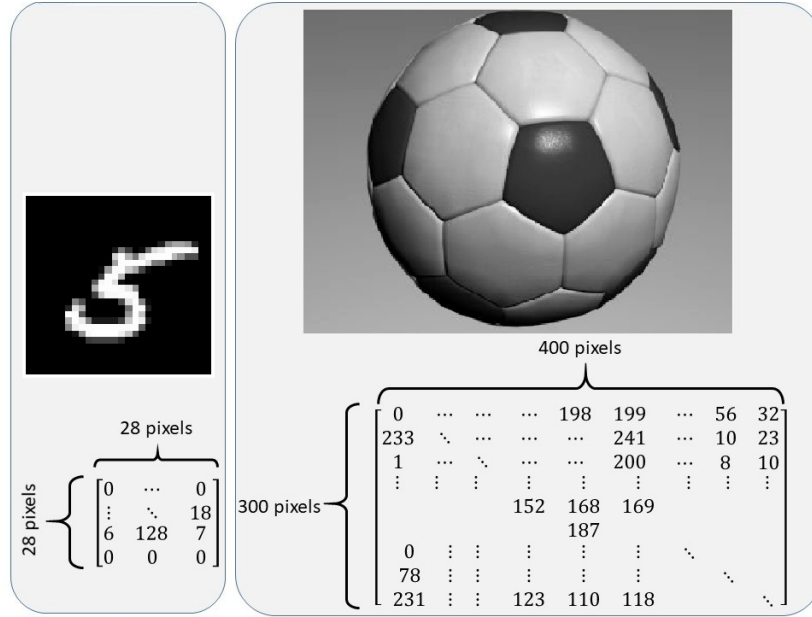 5
28 pixels
28 pixels
0 ⋯ 0
⋮ ⋱ 18
6 128 7
0 0 0
400 pixels
300 pixels
0 ⋯ ⋯ ⋯ 198 199 ⋯ 56 32
233 ⋱ ⋯ ⋯ ⋯ 241 ⋯ 10 23
1 ⋯ ⋱ ⋯ ⋯ 200 ⋯ 8 10
⋮ ⋮ ⋮ ⋮ ⋮ ⋮ ⋮ ⋮ ⋮
152 168 169
187
0 ⋮ ⋮ ⋮ ⋮ ⋮ ⋱
78 ⋮ ⋮ ⋮ ⋮ ⋮ ⋱
231 ⋮ ⋮ 123 110 118 ⋱